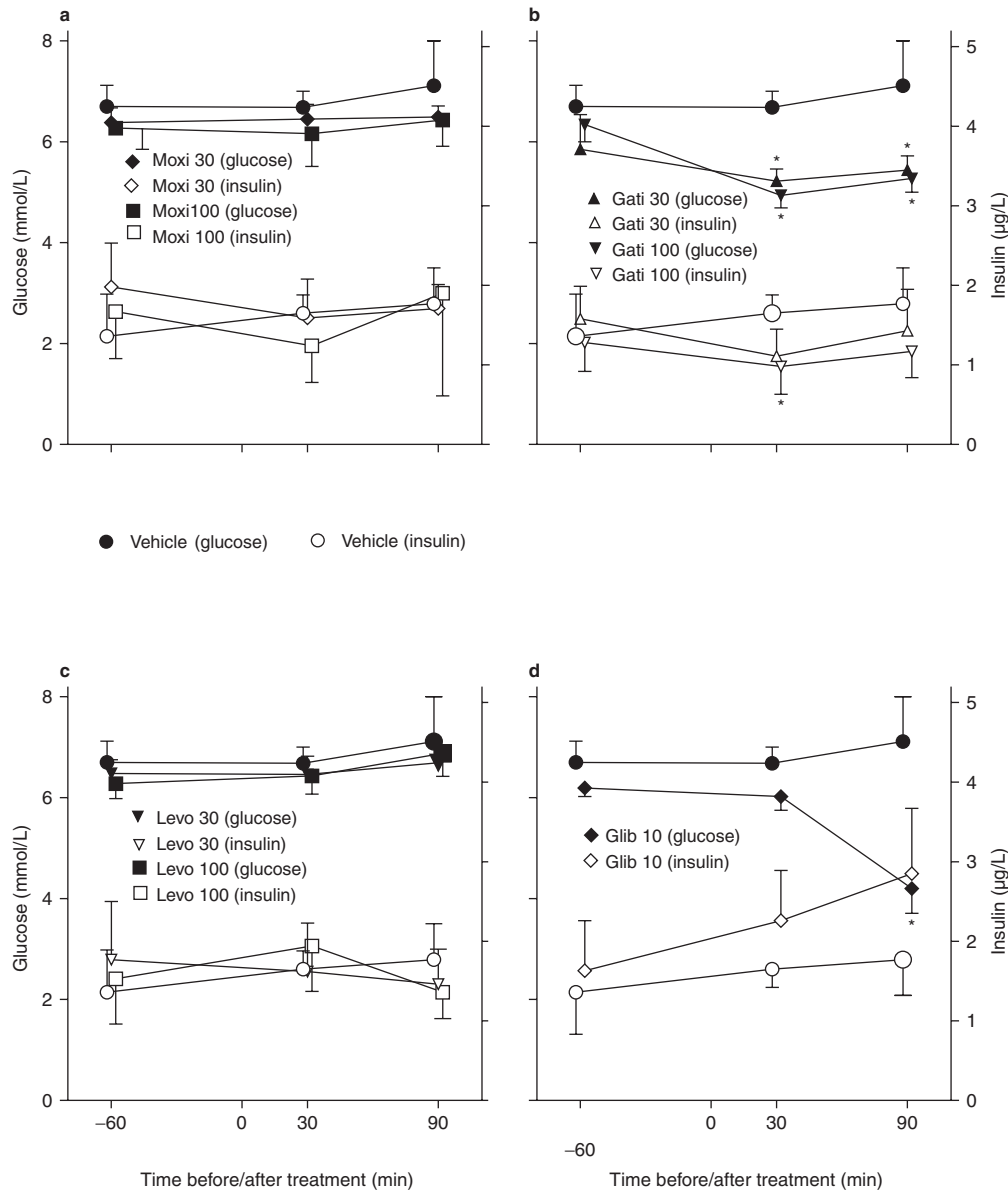 a
b
8
6
4
2
0
Glucose (mmol/L)
Moxi 30 (glucose)
Moxi 30 (insulin)
Moxi100 (glucose)
Moxi 100 (insulin)
0
30
90
*
*
*
*
*
Gati 30 (glucose)
Gati 30 (insulin)
Gati 100 (glucose)
Gati 100 (insulin)
5
4
3
2
1
0
Insulin (µg/L)
Vehicle (glucose)
Vehicle (insulin)
c
d
8
6
4
2
0
Glucose (mmol/L)
Levo 30 (glucose)
Levo 30 (insulin)
Levo 100 (glucose)
Levo 100 (insulin)
–60
0
30
90
Time before/after treatment (min)
Glib 10 (glucose)
Glib 10 (insulin)
*
5
4
3
2
1
0
Insulin (µg/L)
–60
0
30
90
Time before/after treatment (min)